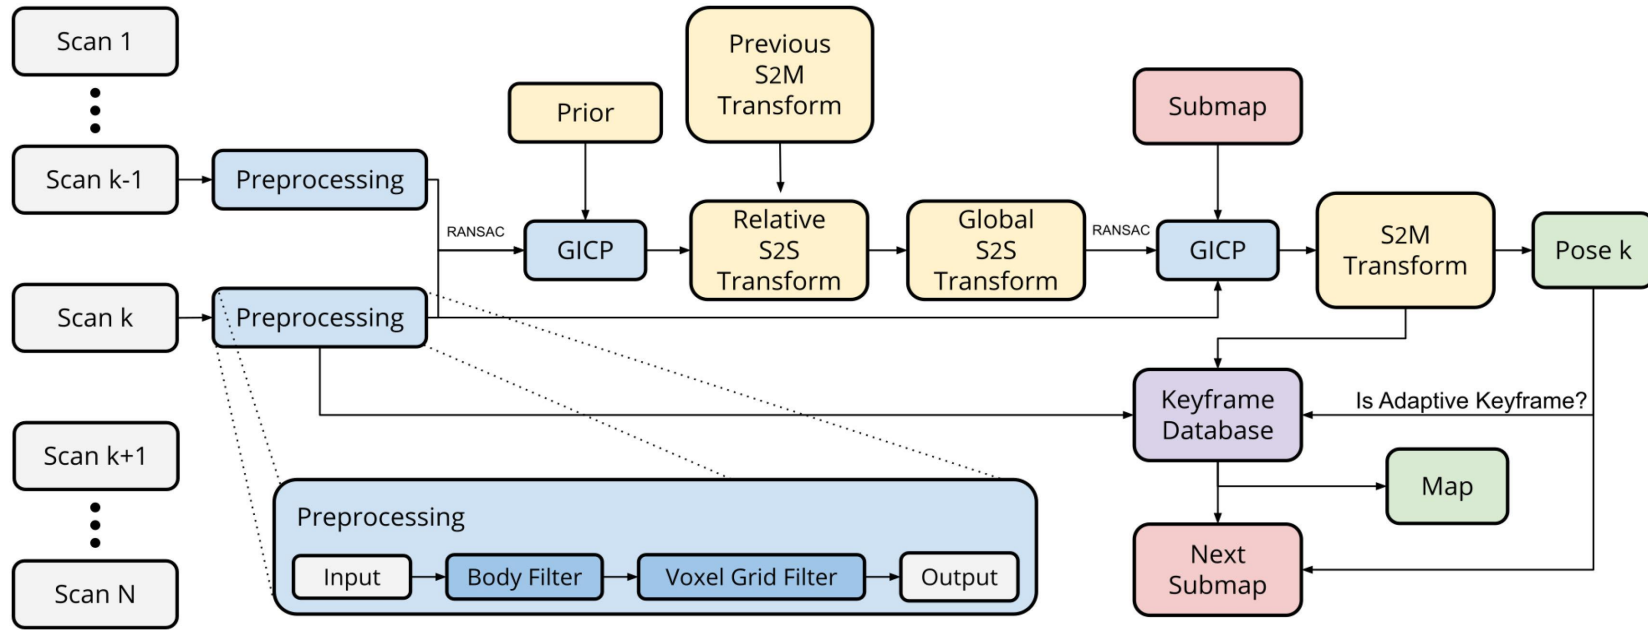 Scan 1
Scan k-1
Scan k
Scan k+1
Scan N
Preprocessing
Preprocessing
RANSAC
Prior
GICP
Previous
S2M
Transform
Relative
S2S
Transform
Global
S2S
Transform
RANSAC
Submap
GICP
S2M
Transform
Pose k
Is Adaptive Keyframe?
Keyframe
Database
Map
Next
Submap
Preprocessing
Input
Body Filter
Voxel Grid Filter
Output